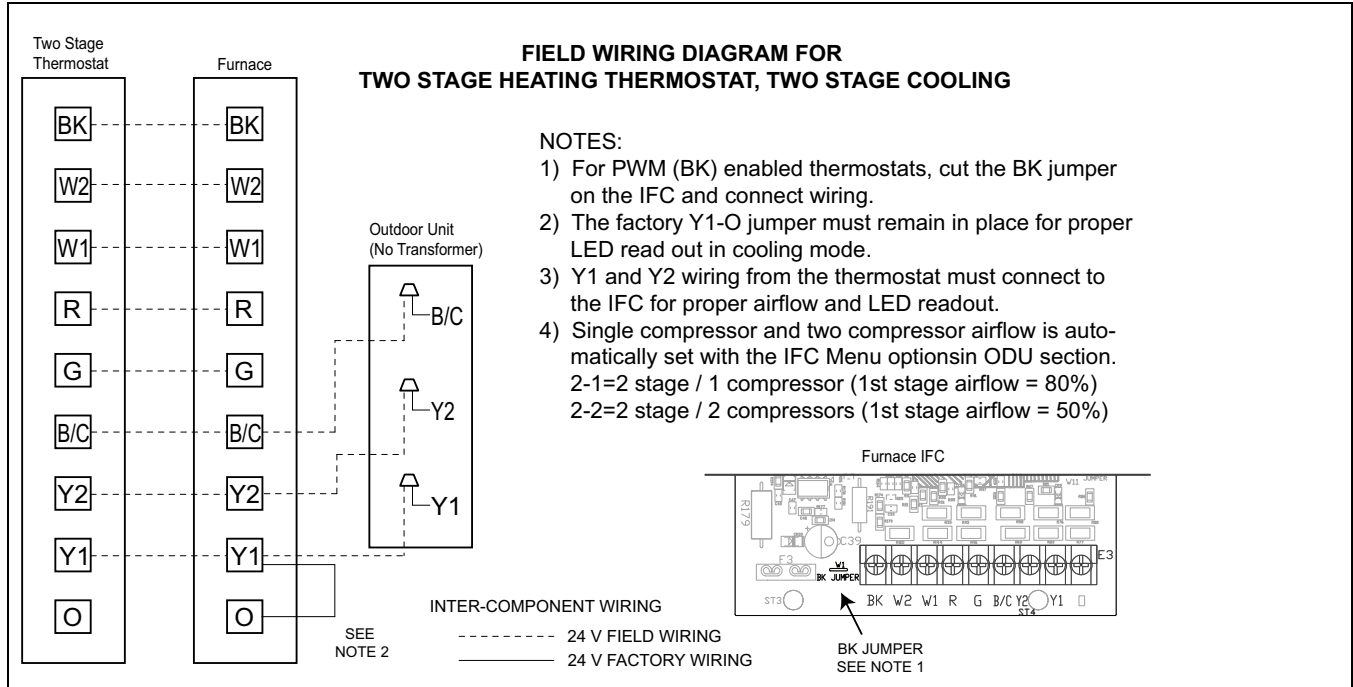 Two Stage
Thermostat
Furnace
FIELD WIRING DIAGRAM FOR
TWO STAGE HEATING THERMOSTAT, TWO STAGE COOLING
BK
BK
W2
W2
W1
W1
R
R
G
G
B/C
B/C
Y2
Y2
Y1
Y1
O
O
SEE
NOTE 2
Outdoor Unit
(No Transformer)
B/C
Y2
Y1
NOTES:
1) For PWM (BK) enabled thermostats, cut the BK jumper
on the IFC and connect wiring.
2) The factory Y1-O jumper must remain in place for proper
LED read out in cooling mode.
3) Y1 and Y2 wiring from the thermostat must connect to
the IFC for proper airflow and LED readout.
4) Single compressor and two compressor airflow is auto-
matically set with the IFC Menu optionsin ODU section.
2-1=2 stage / 1 compressor (1st stage airflow = 80%)
2-2=2 stage / 2 compressors (1st stage airflow = 50%)
INTER-COMPONENT WIRING
24 V FIELD WIRING
24 V FACTORY WIRING
Furnace IFC
W11 JUMPER
R179
R191
C39
F3
E3
W1
BK JUMPER
ST3
BK W2 W1 R G B/C Y2 Y1
ST4
BK JUMPER
SEE NOTE 1